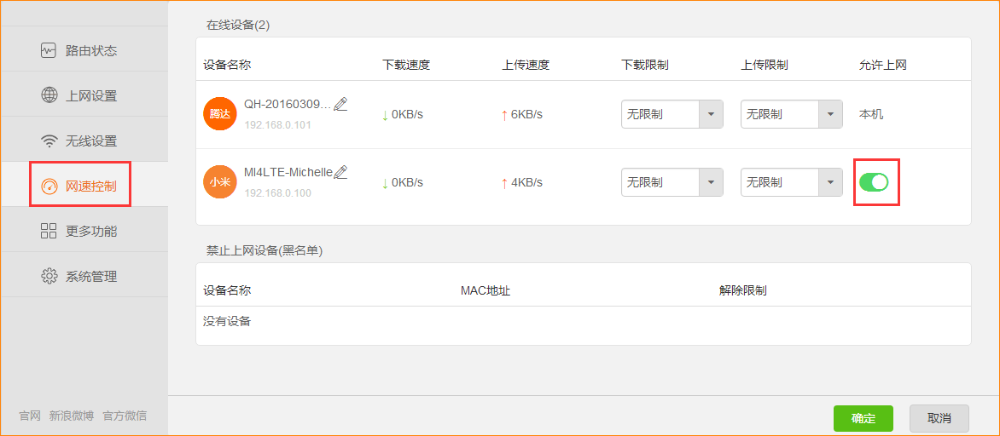 路由状态
上网设置
无线设置
网速控制
更多功能
系统管理
官网 新浪微博 官方微信
在线设备(2)
设备名称 下载速度 上传速度 下载限制 上传限制 允许上网
腾达 QH-20160309... ↓ 0KB/s ↑ 6KB/s 无限制 无限制 本机
192.168.0.101
小米 MI4LTE-Michelle ↓ 0KB/s ↑ 4KB/s 无限制 无限制
192.168.0.100
禁止上网设备(黑名单)
设备名称 MAC地址 解除限制
没有设备
确定 取消